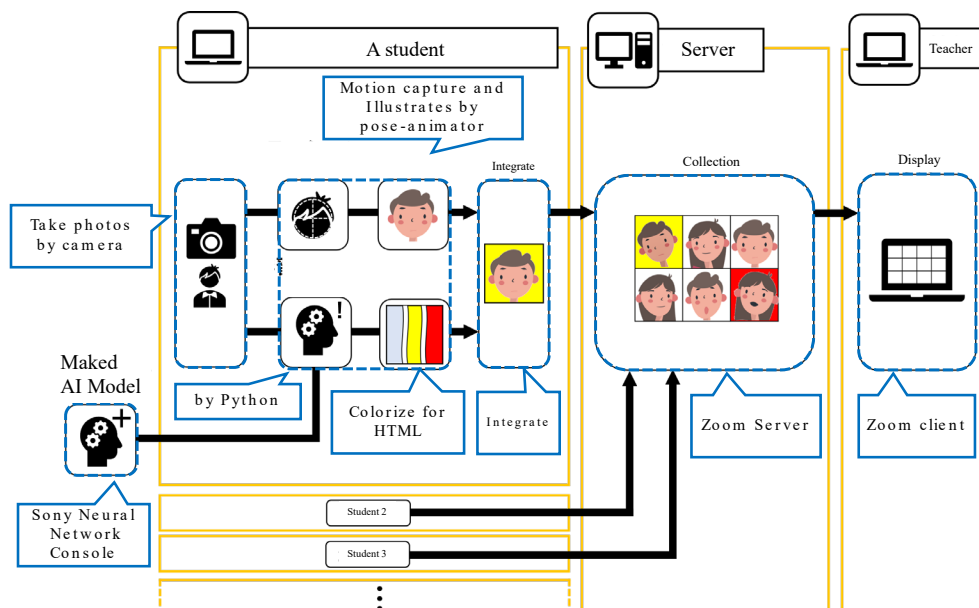 A student
Server
Teacher
Motion capture and
Illustrates by
pose-animator
Integrate
Collection
Display
Take photos
by camera
!
Maked
AI Model
by Python
Colorize for
HTML
Integrate
Zoom Server
Zoom client
Sony Neural
Network
Console
Student 2
Student 3